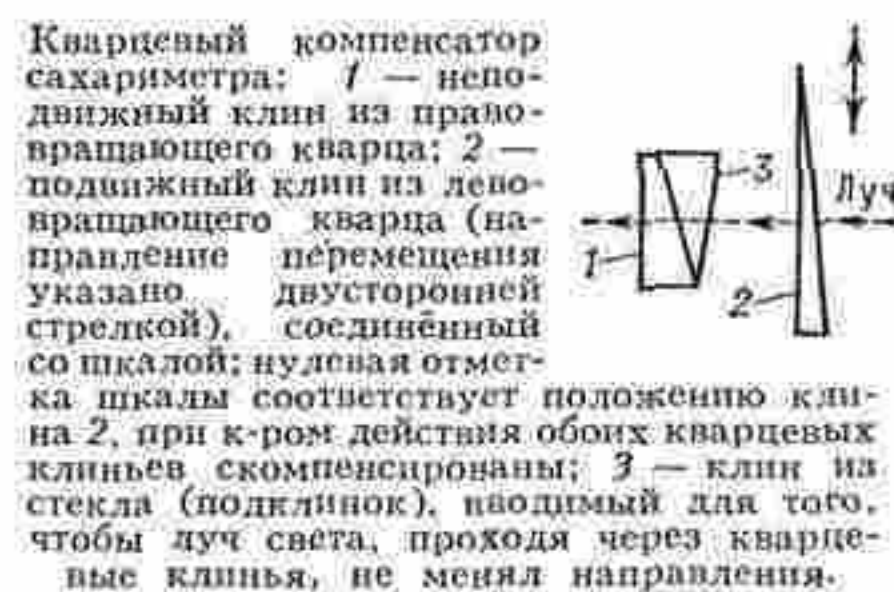 Кварцевый компенсатор
сахариметра: 1 — непо-
движный клин из право-
вращающего кварца; 2 —
подвижный клин из лево-
вращающего кварца (на-
правление перемещения
указано двусторонней
стрелкой), соединённый
со шкалой; нулевая отмет-
ка шкалы соответствует положению кли-
на 2, при к-ром действия обоих кварцевых
клиньев скомпенсированы; 3 — клин из
стекла (подклинок), вводимый для того,
чтобы луч света, проходя через кварце-
вые клинья, не менял направления.
3
Луч
1
2